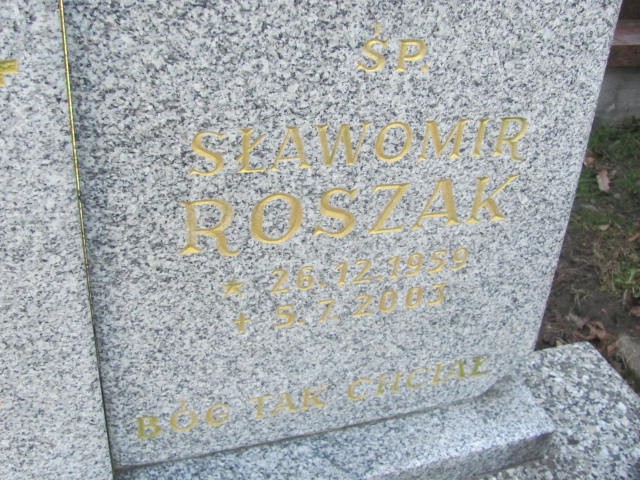 ŚP.
SŁAWOMIR
ROSZAK
* 26.12.1959
+ 5.7.2003
BÓG TAK CHCIAŁ